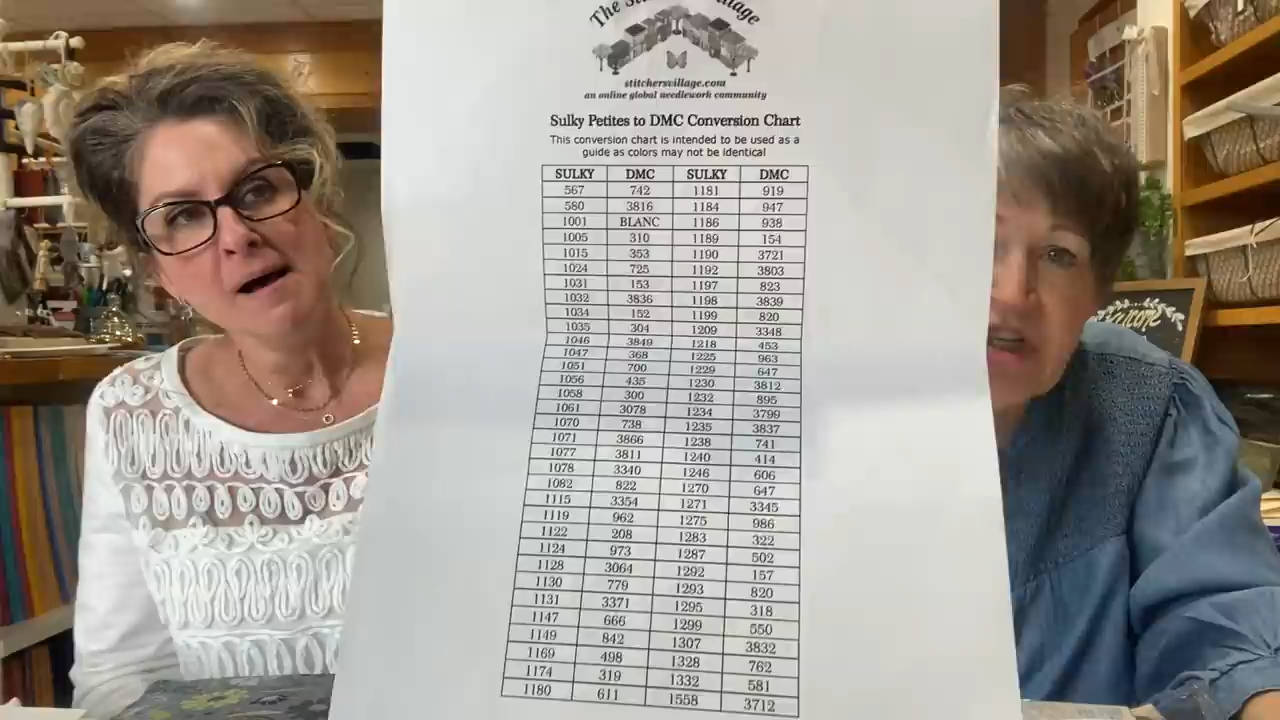 The
stitchersvillage.com
an online global needlework community
Sulky Petites to DMC Conversion Chart
This conversion chart is intended to be used as a
guide as colors may not be identical
SULKY DMC SULKY DMC
567 742 1181 919
580 3816 1184 947
1001 BLANC 1186 938
1005 310 1189 154
1015 353 1190 3721
1024 725 1192 3803
1031 153 1197 823
1032 3836 1198 3839
1034 152 1199 820
1035 304 1209 3348
1046 3849 1218 453
1047 368 1225 963
1051 700 1229 647
1056 435 1230 3812
1058 300 1232 895
1061 3078 1234 3799
1070 738 1235 3837
1071 3866 1238 741
1077 3811 1240 414
1078 3340 1246 606
1082 822 1270 647
1115 3354 1271 3345
1119 962 1275 986
1122 208 1283 322
1124 973 1287 502
1128 3064 1292 157
1130 779 1293 820
1131 3371 1295 318
1147 666 1299 550
1149 842 1307 3832
1169 498 1328 762
1174 319 1332 581
1180 611 1558 3712